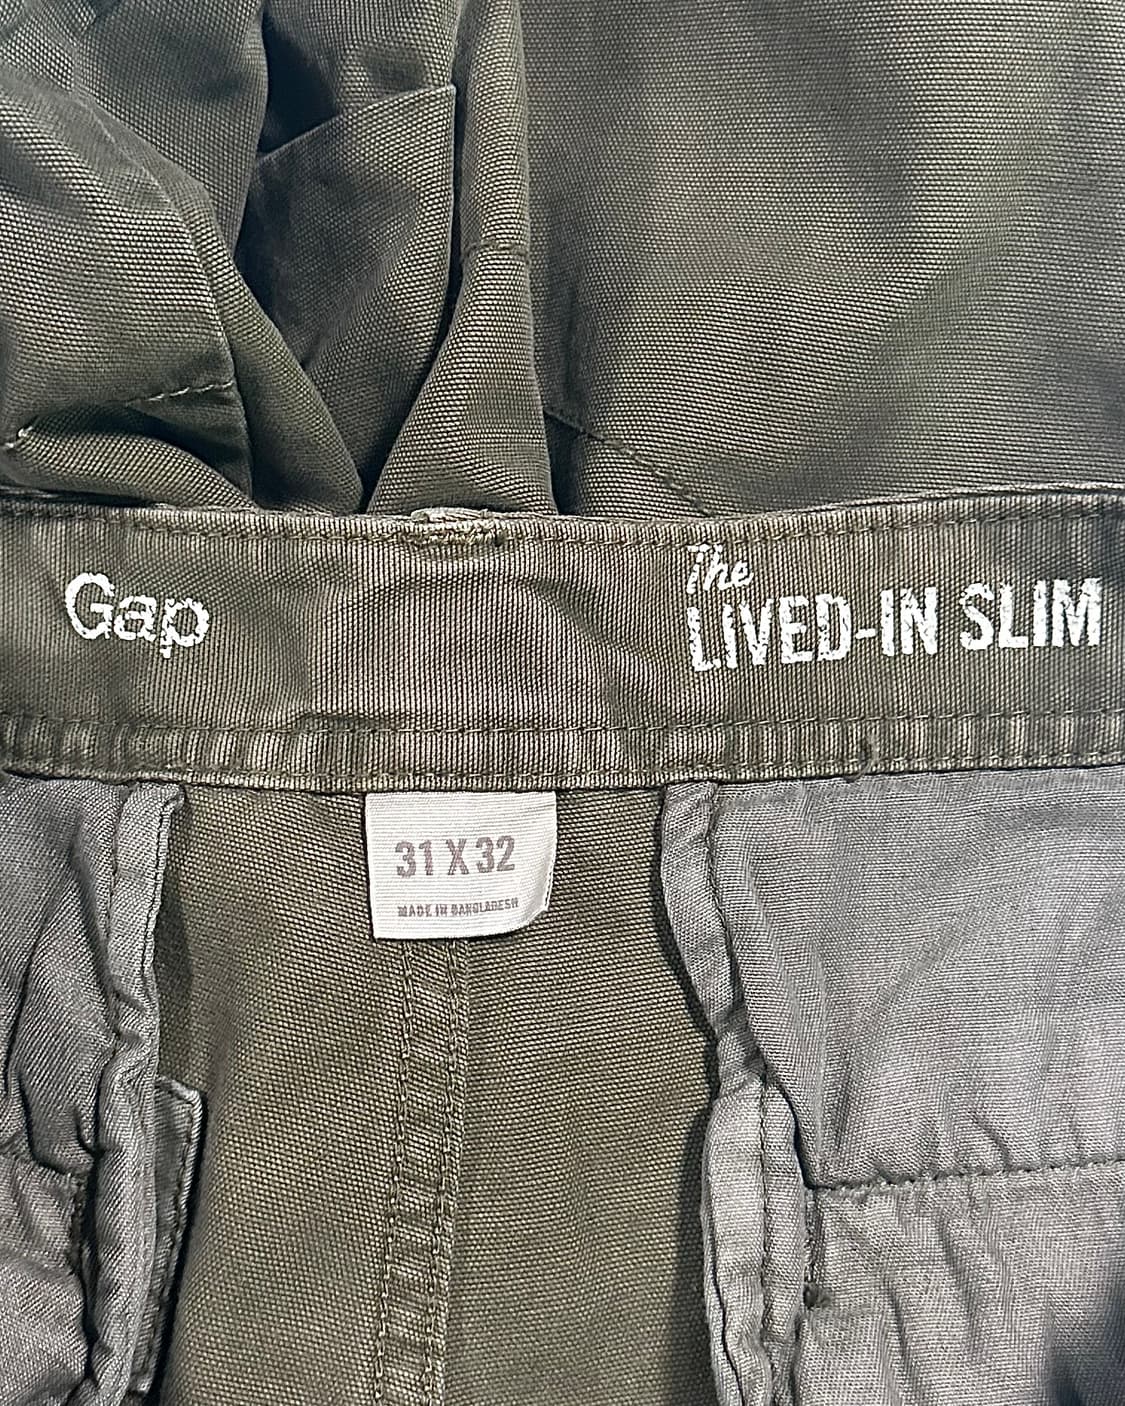 Gap
The
LIVED-IN SLIM
31 X 32
MADE IN BANGLADESH